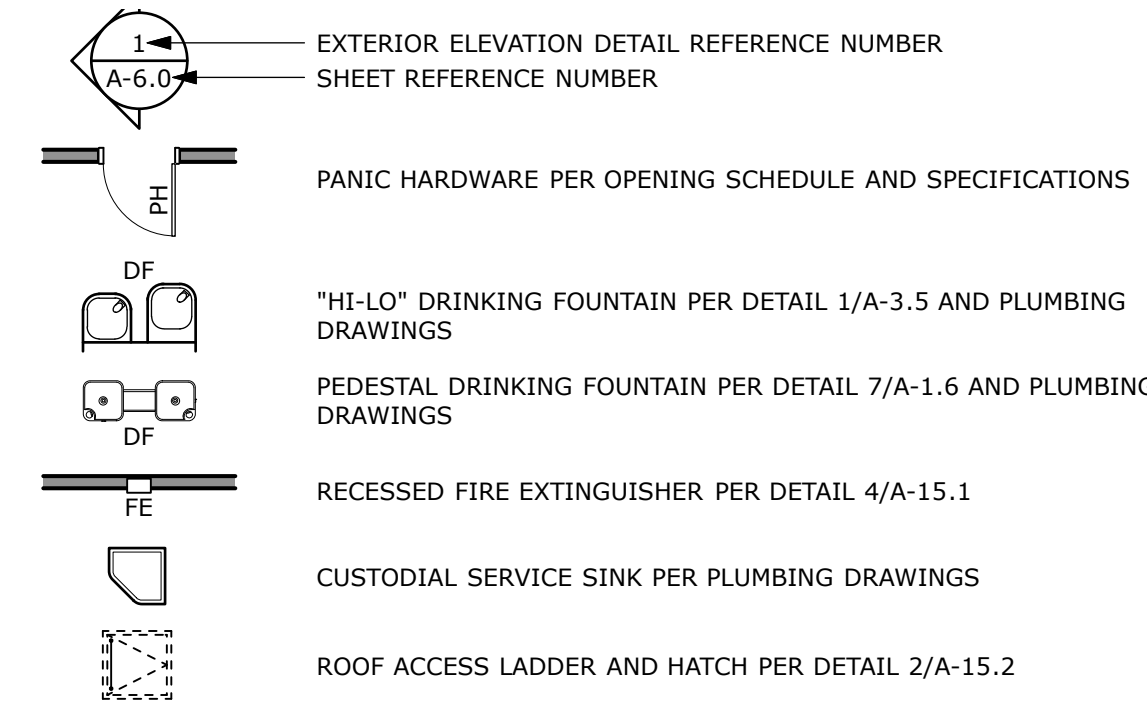 1
EXTERIOR ELEVATION DETAIL REFERENCE NUMBER
A-6.0
SHEET REFERENCE NUMBER
PH
PANIC HARDWARE PER OPENING SCHEDULE AND SPECIFICATIONS
DF
"HI-LO" DRINKING FOUNTAIN PER DETAIL 1/A-3.5 AND PLUMBING
DRAWINGS
PEDESTAL DRINKING FOUNTAIN PER DETAIL 7/A-1.6 AND PLUMBING
DRAWINGS
DF
RECESSED FIRE EXTINGUISHER PER DETAIL 4/A-15.1
FE
CUSTODIAL SERVICE SINK PER PLUMBING DRAWINGS
ROOF ACCESS LADDER AND HATCH PER DETAIL 2/A-15.2